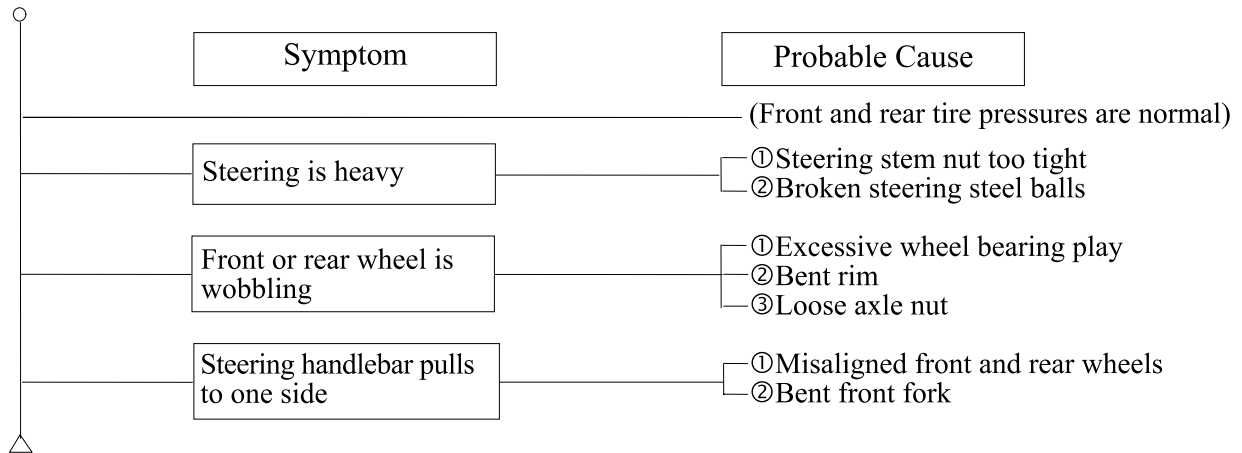 Symptom
Probable Cause
(Front and rear tire pressures are normal)
Steering is heavy
①Steering stem nut too tight
②Broken steering steel balls
Front or rear wheel is
wobbling
①Excessive wheel bearing play
②Bent rim
③Loose axle nut
Steering handlebar pulls
to one side
①Misaligned front and rear wheels
②Bent front fork